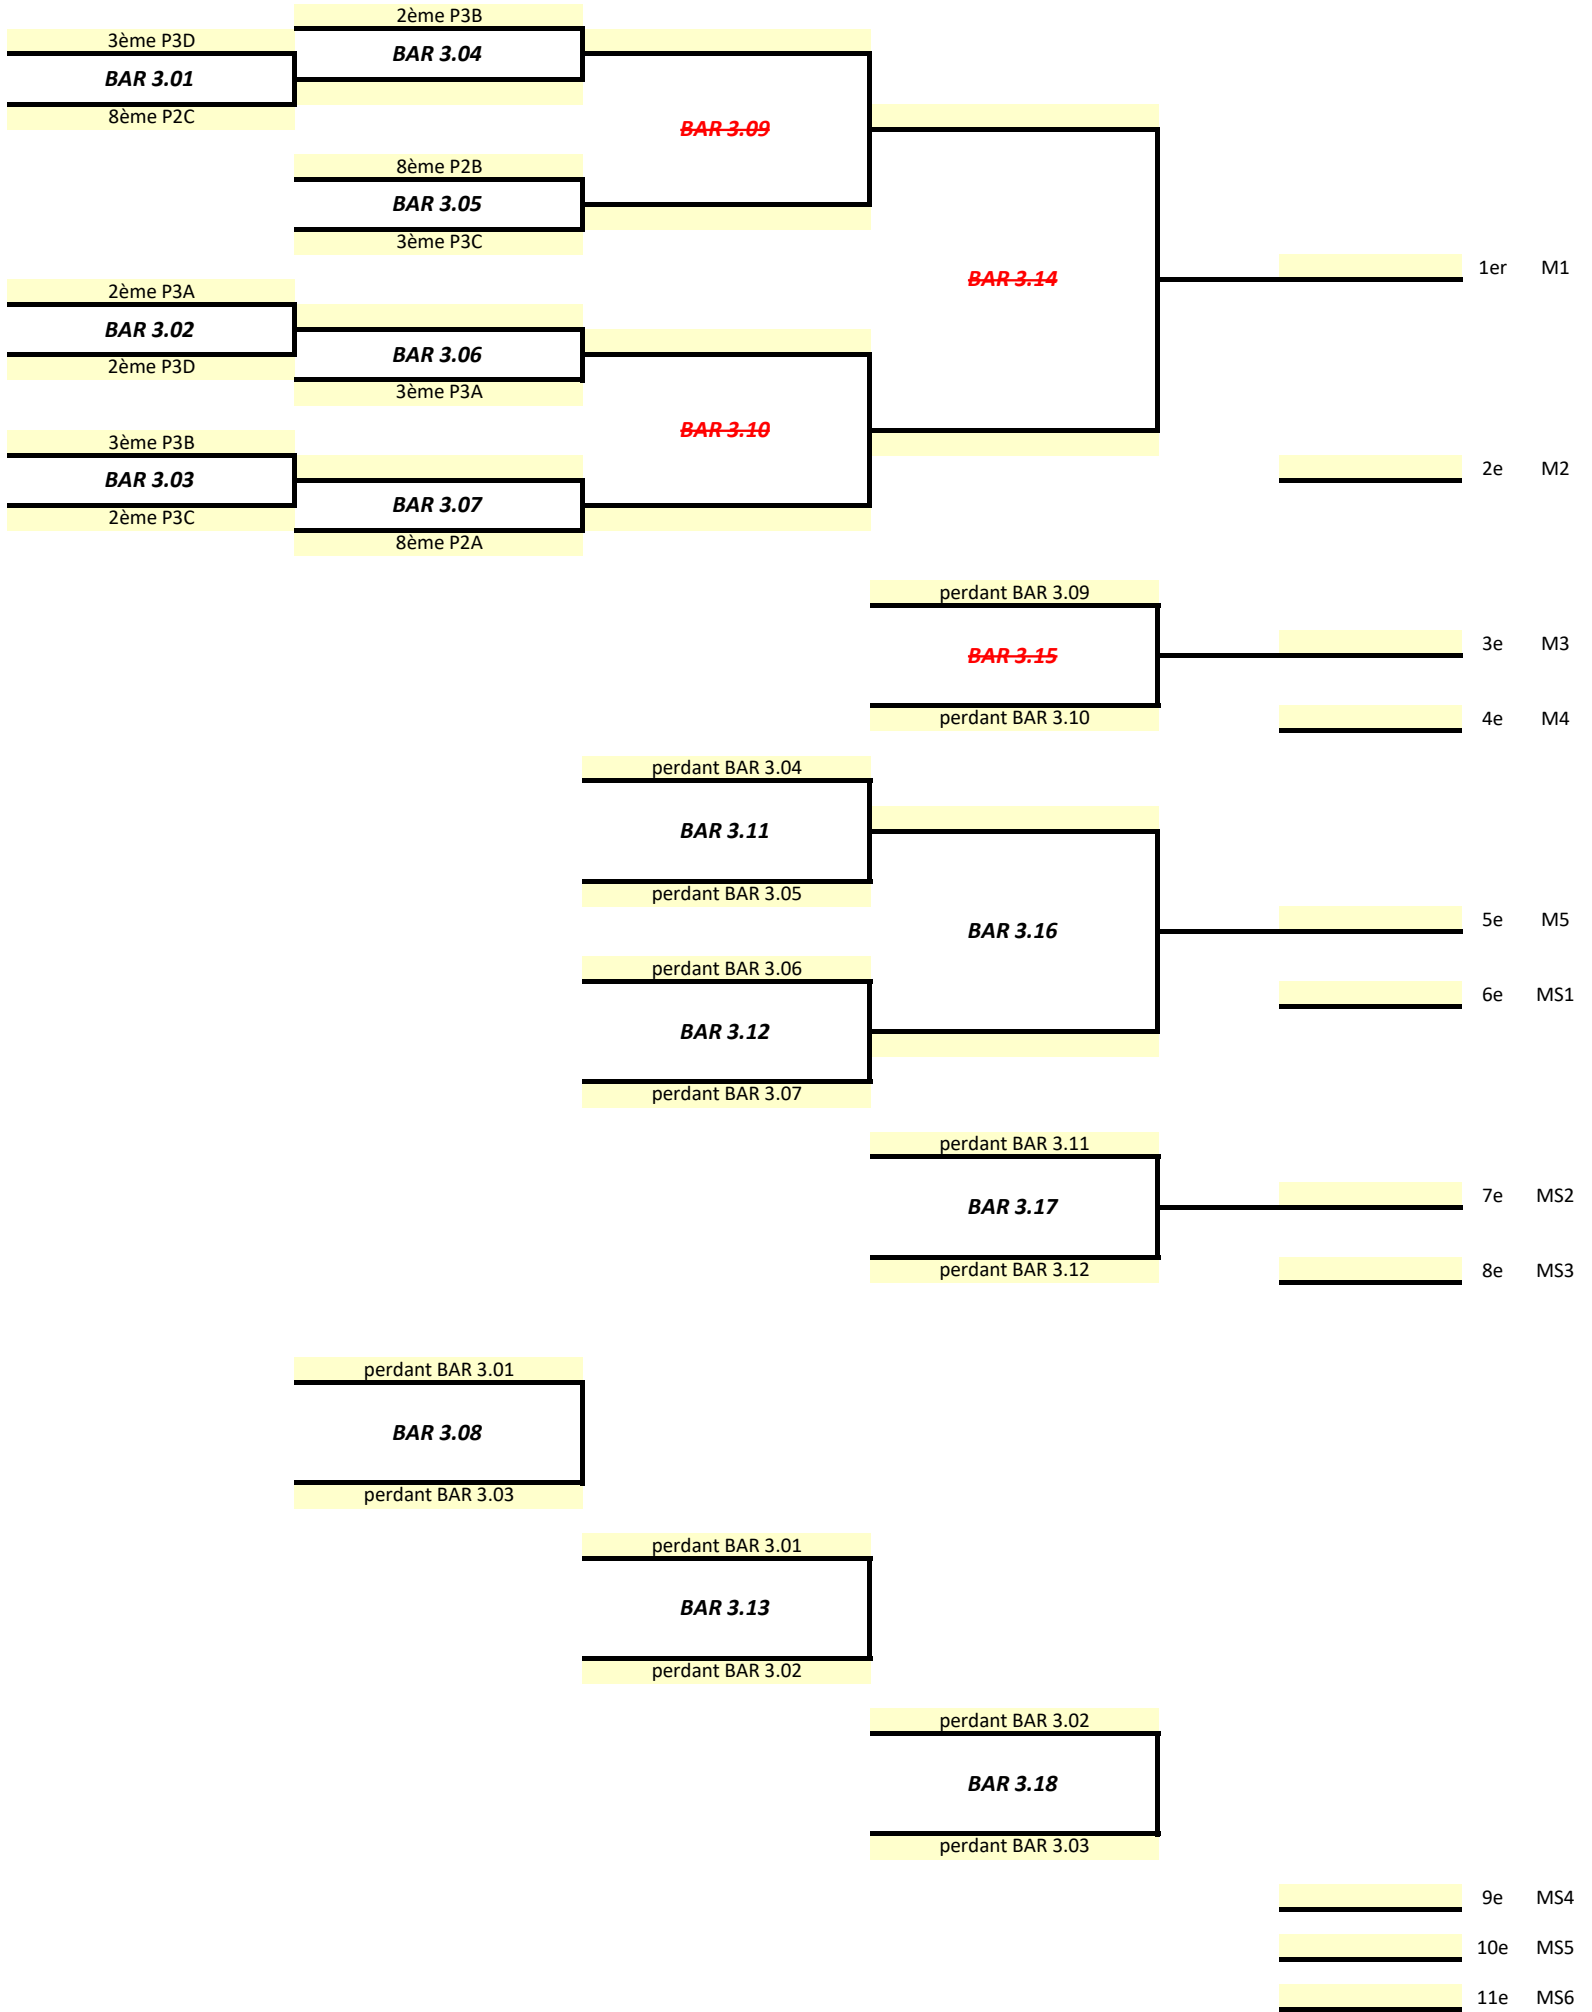 2ème P3B
3ème P3D
BAR 3.04
BAR 3.01
8ème P2C
BAR 3.09
8ème P2B
BAR 3.05
3ème P3C
1er M1
BAR 3.14
2ème P3A
BAR 3.02
BAR 3.06
2ème P3D
3ème P3A
BAR 3.10
3ème P3B
2e M2
BAR 3.03
BAR 3.07
2ème P3C
8ème P2A
perdant BAR 3.09
3e M3
BAR 3.15
perdant BAR 3.10
4e M4
perdant BAR 3.04
BAR 3.11
perdant BAR 3.05
5e M5
BAR 3.16
perdant BAR 3.06
6e MS1
BAR 3.12
perdant BAR 3.07
perdant BAR 3.11
7e MS2
BAR 3.17
perdant BAR 3.12
8e MS3
perdant BAR 3.01
BAR 3.08
perdant BAR 3.03
perdant BAR 3.01
BAR 3.13
perdant BAR 3.02
perdant BAR 3.02
BAR 3.18
perdant BAR 3.03
9e MS4
10e MS5
11e MS6